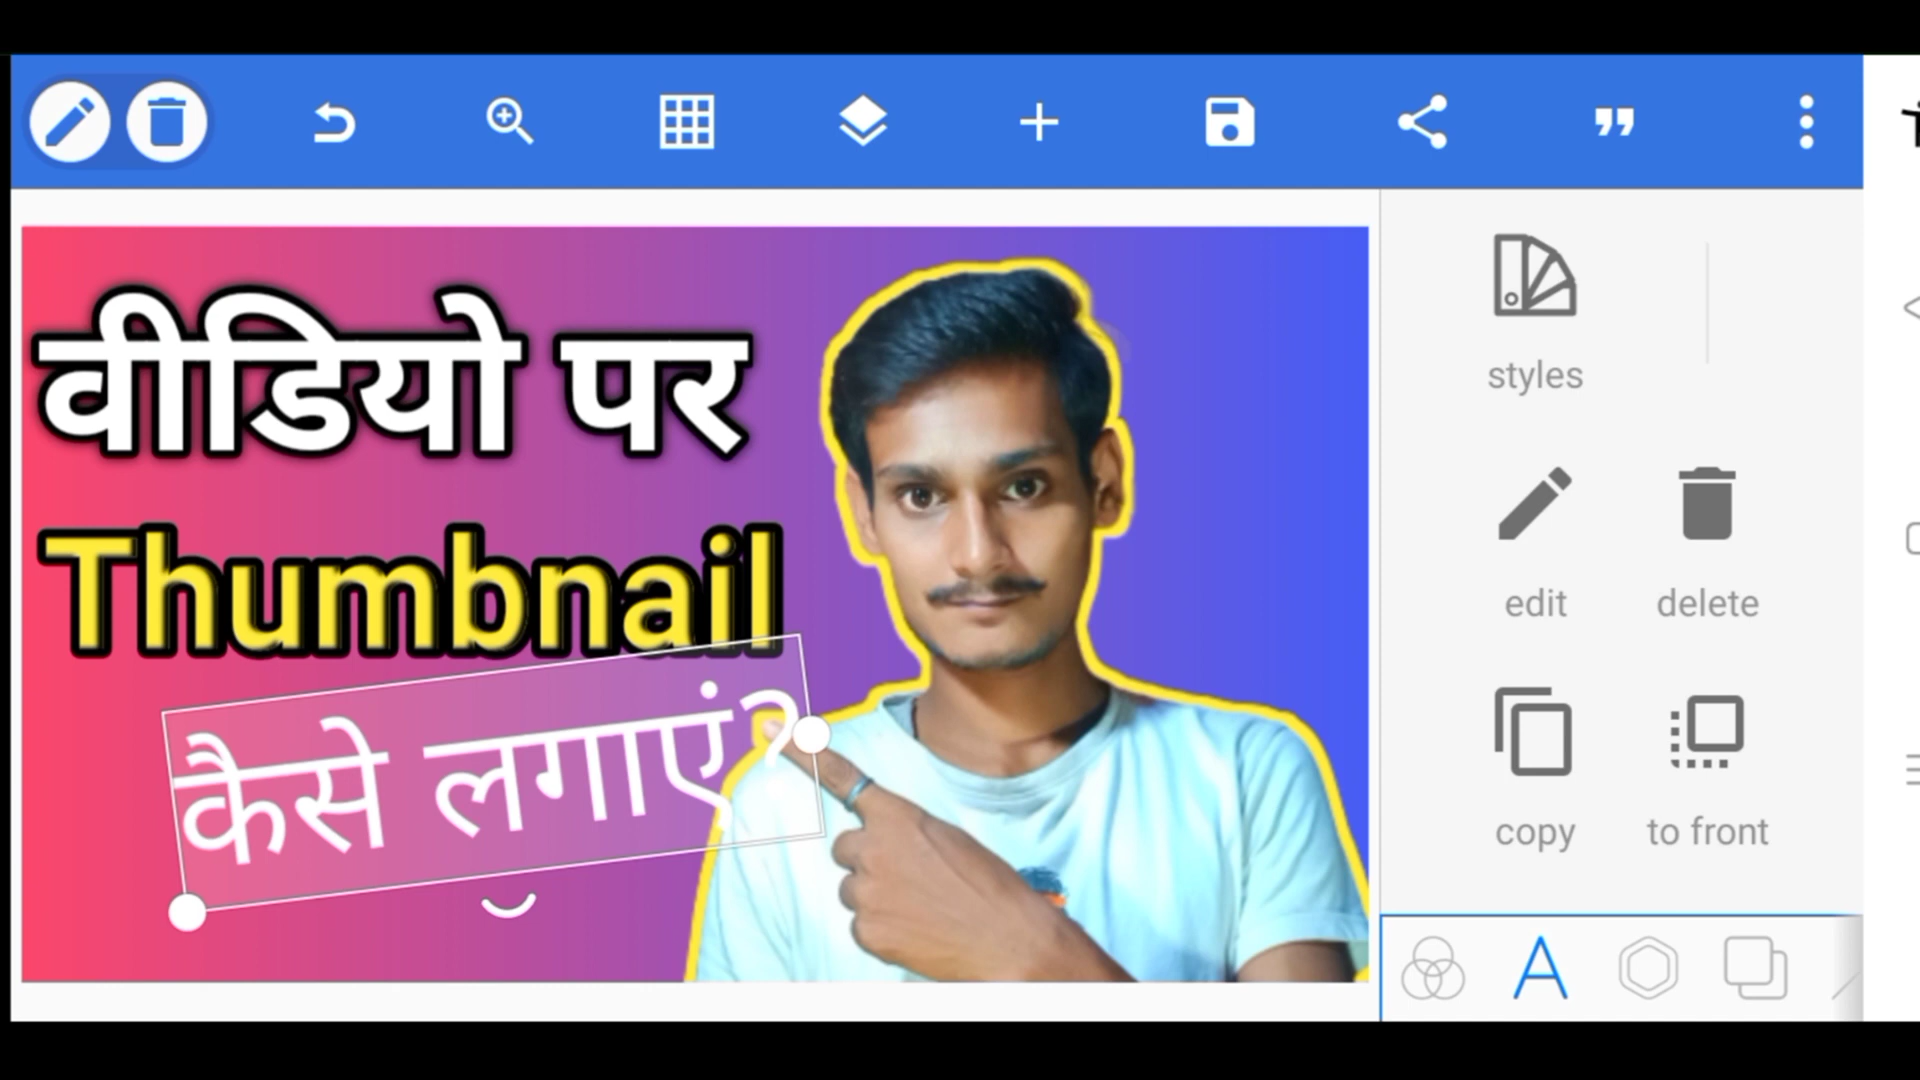 वीडियो पर
Thumbnail
कैसे लगाएं?
styles
edit delete
copy to front